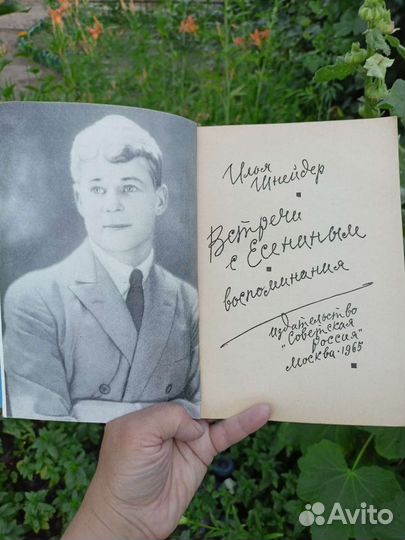 Илья
Шнейдер
Встречи
с Есениным
воспоминания
издательство
"Советская
Россия"
Москва·1965
Avito